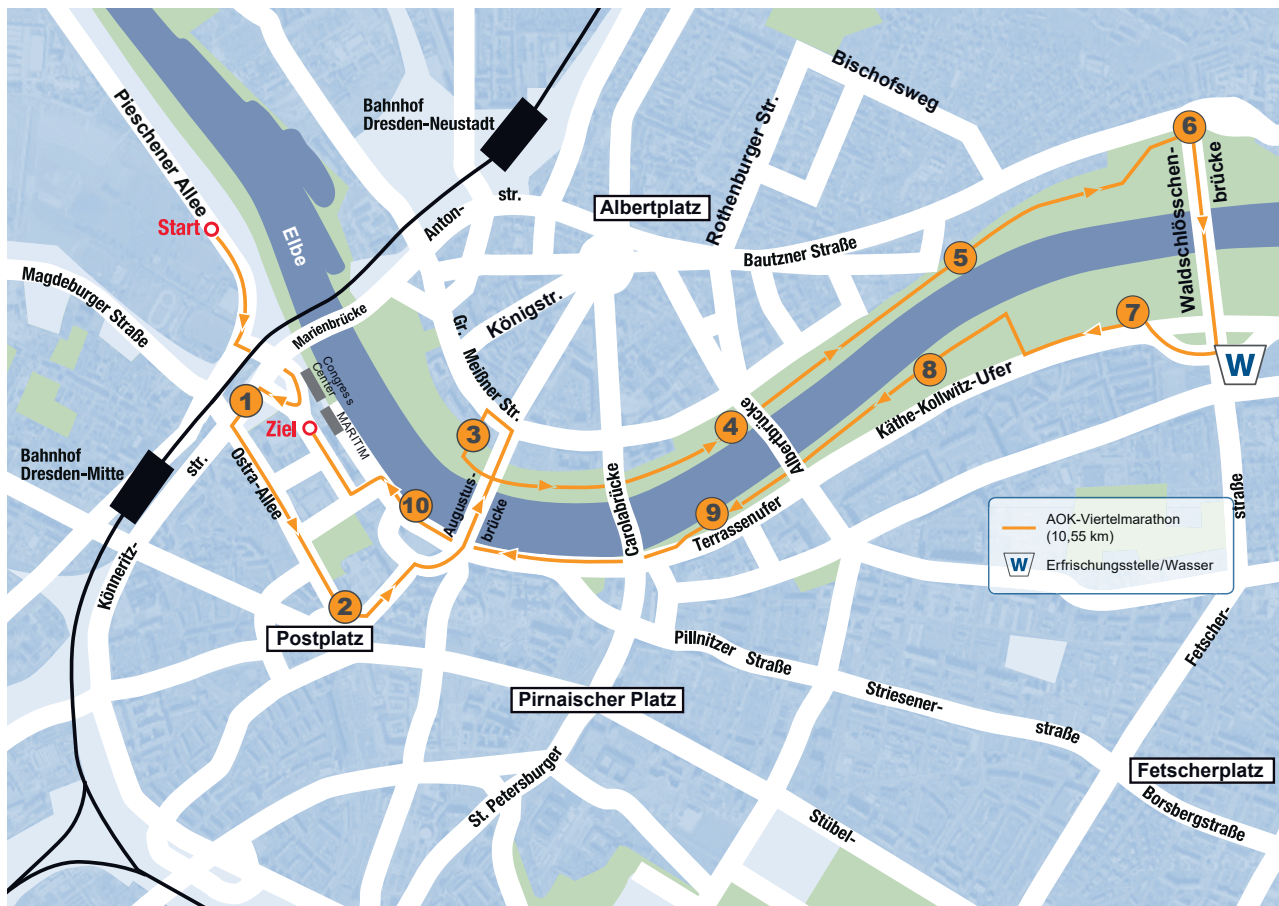 Bischofsweg
Pieschener Allee
Bahnhof
Dresden-Neustadt
Rothenburger Str.
6
Waldschlösschen-
brücke
Anton-
str.
Albertplatz
Start
Elbe
Bautzner Straße
5
Magdeburger Straße
Marienbrücke
Königstr.
Gr. Meißner Str.
7
W
8
Congress
Center
MARITIM
1
Ziel
3
4
Albertbrücke
Käthe-Kollwitz-Ufer
Bahnhof
Dresden-Mitte
Ostra-Allee
10
Augustus-
brücke
Carolabrücke
9
Terrassenufer
Könneritz-
str.
2
Postplatz
AOK-Viertelmarathon
(10,55 km)
W
Erfrischungsstelle/Wasser
Fetscher-
straße
Pillnitzer Straße
Striesener-
straße
Pirnaischer Platz
Fetscherplatz
Borsbergstraße
St. Petersburger
Stübel-